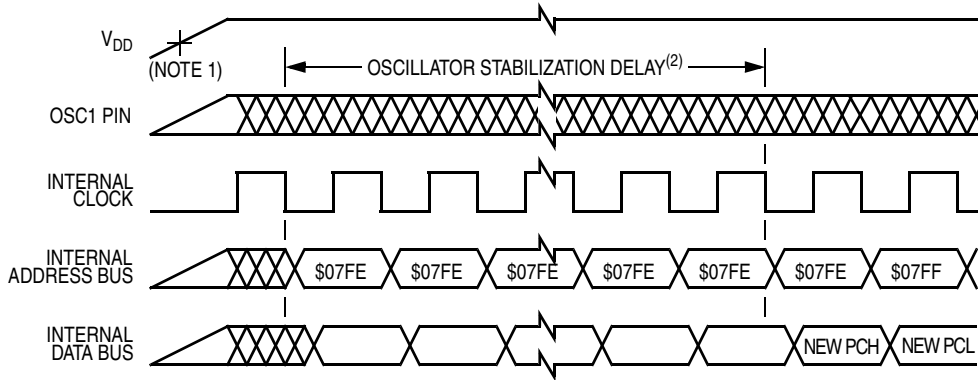 V_DD
(NOTE 1)
OSCILLATOR STABILIZATION DELAY(2)
OSC1 PIN
INTERNAL
CLOCK
INTERNAL
ADDRESS BUS
$07FE $07FE $07FE $07FE $07FE $07FE $07FF
INTERNAL
DATA BUS
NEW PCH NEW PCL